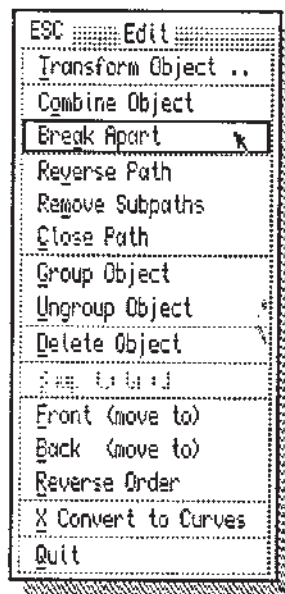 ESC Edit
Transform Object ..
Combine Object
Break Apart
Reverse Path
Remove Subpaths
Close Path
Group Object
Ungroup Object
Delete Object
Front (move to)
Back (move to)
Reverse Order
X Convert to Curves
Quit